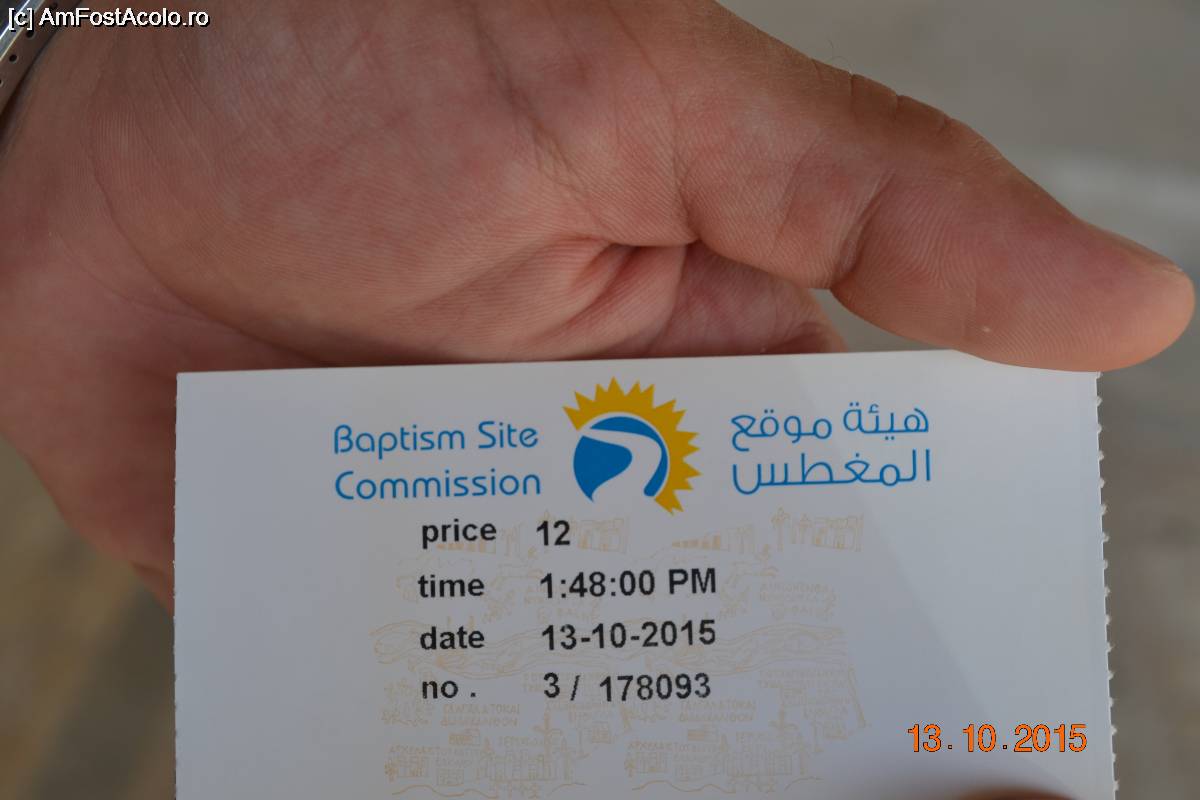 [c] AmFostAcolo.ro
Baptism Site
Commission
هيئة موقع
المغطس
price 12
time 1:48:00 PM
date 13-10-2015
no . 3 / 178093
13.10.2015